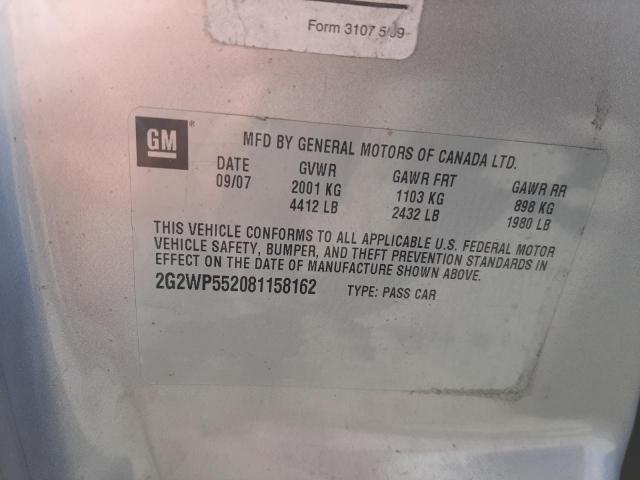 Form 3107 5/09
GM®
MFD BY GENERAL MOTORS OF CANADA LTD.
DATE GVWR GAWR FRT GAWR RR
09/07 2001 KG 1103 KG 898 KG
4412 LB 2432 LB 1980 LB
THIS VEHICLE CONFORMS TO ALL APPLICABLE U.S. FEDERAL MOTOR
VEHICLE SAFETY, BUMPER, AND THEFT PREVENTION STANDARDS IN
EFFECT ON THE DATE OF MANUFACTURE SHOWN ABOVE.
2G2WP552081158162 TYPE: PASS CAR